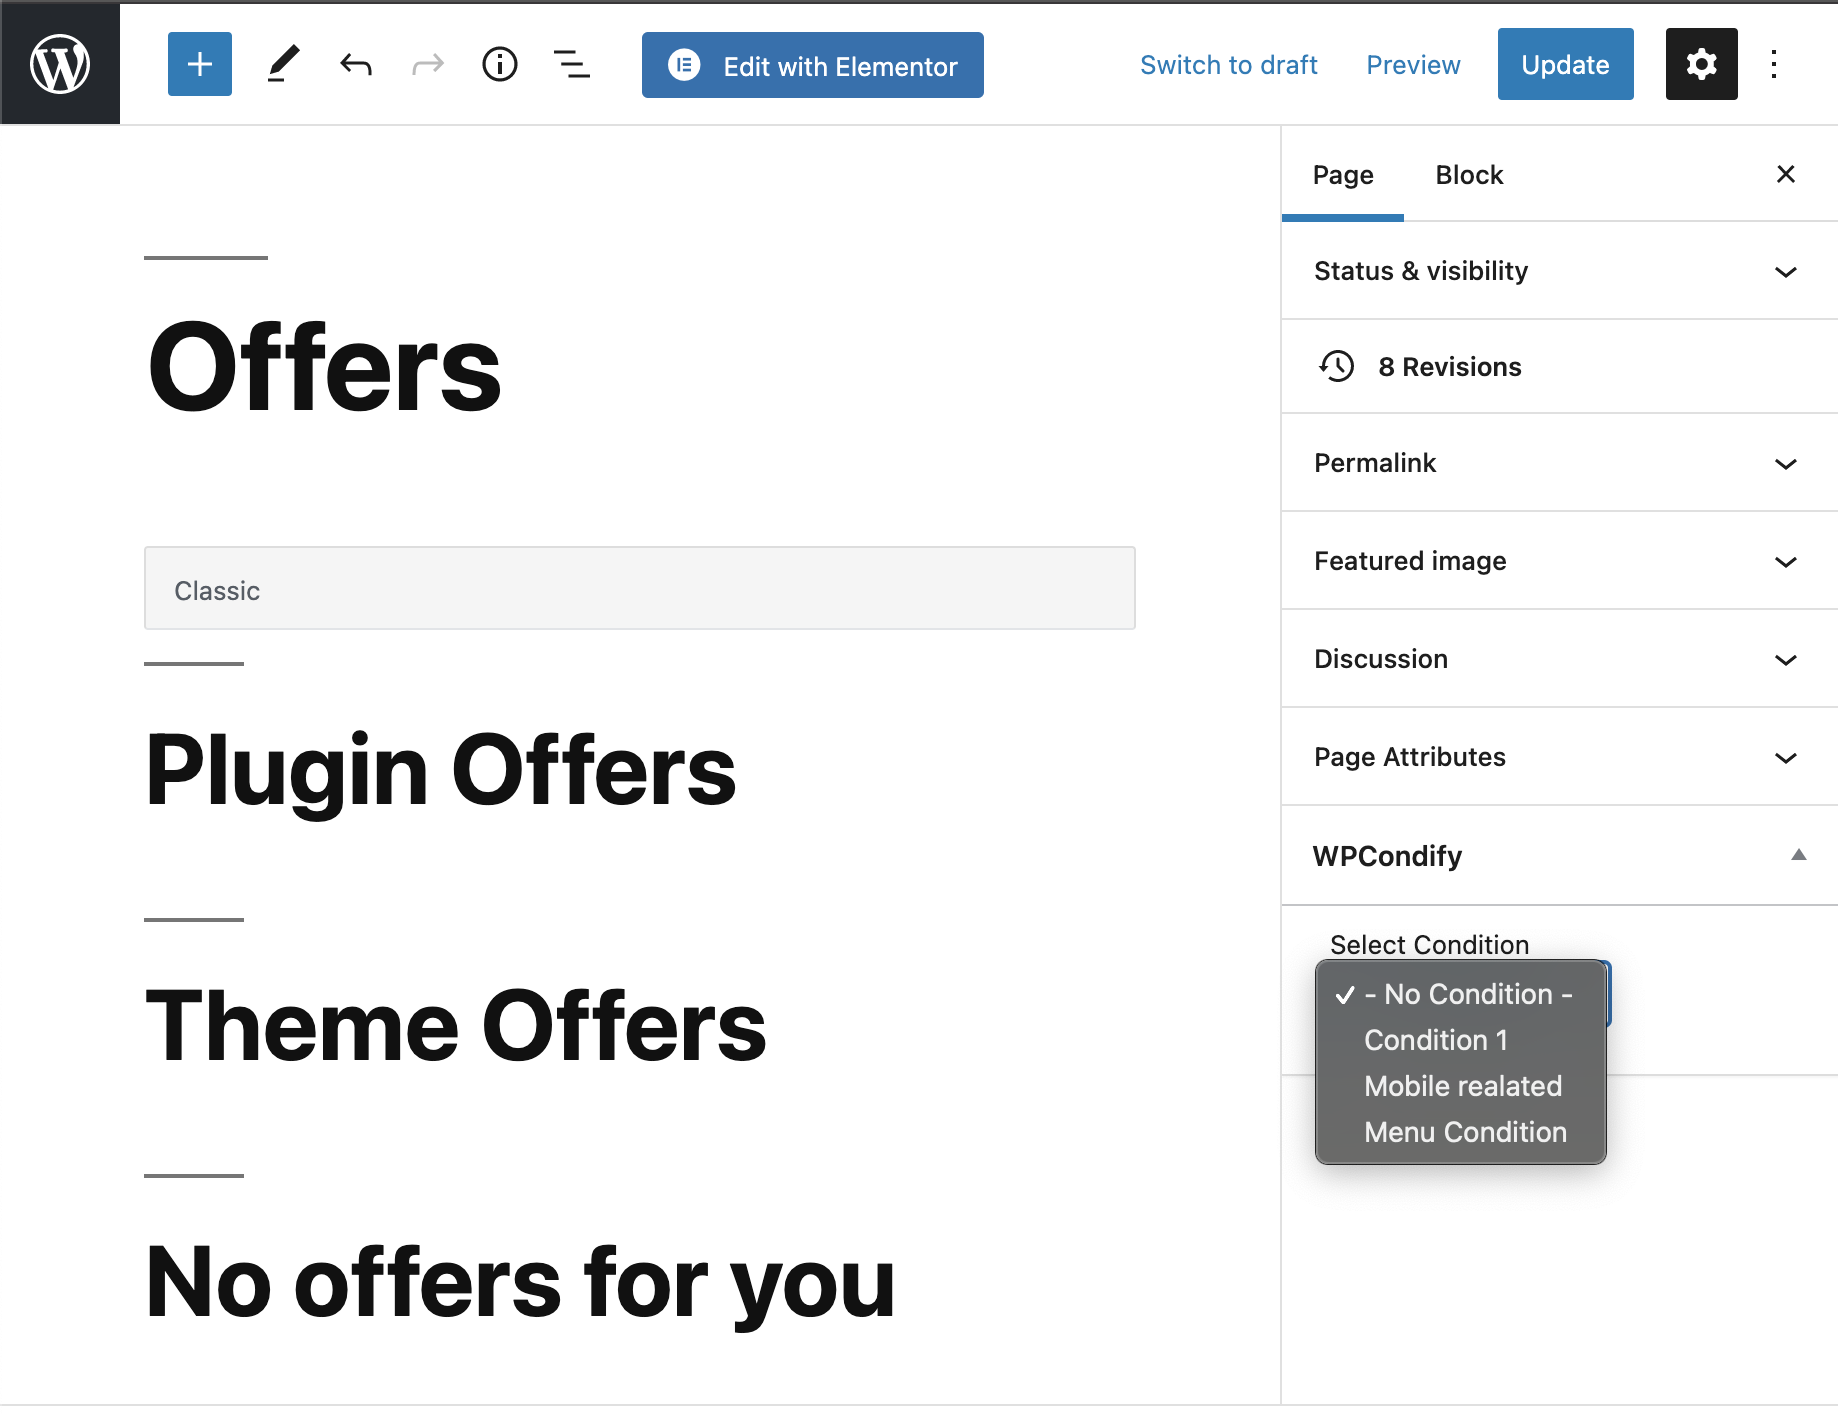 Edit with Elementor
Switch to draft
Preview
Update
Offers
Classic
Plugin Offers
Theme Offers
No offers for you
Page
Block
Status & visibility
8 Revisions
Permalink
Featured image
Discussion
Page Attributes
WPCondify
Select Condition
- No Condition -
Condition 1
Mobile realated
Menu Condition